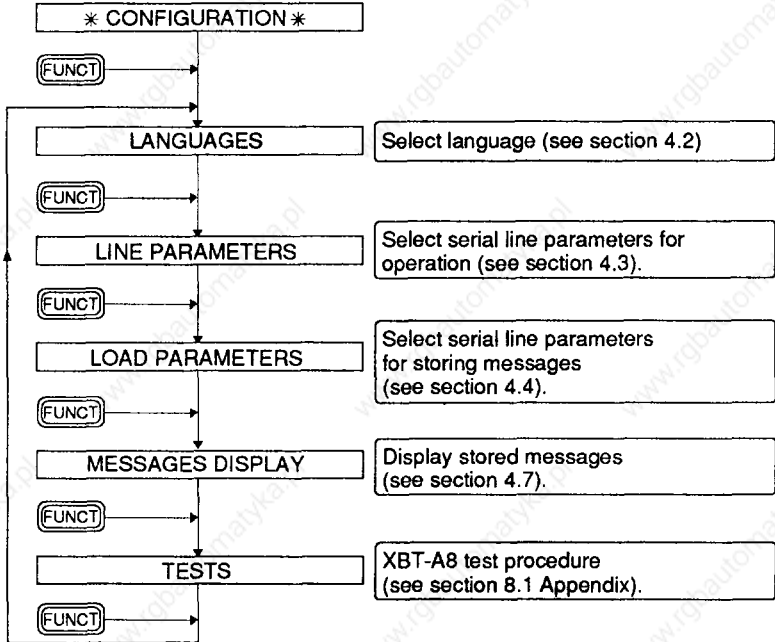 * CONFIGURATION *
FUNCT
LANGUAGES
Select language (see section 4.2)
FUNCT
LINE PARAMETERS
Select serial line parameters for
operation (see section 4.3).
FUNCT
LOAD PARAMETERS
Select serial line parameters
for storing messages
(see section 4.4).
FUNCT
MESSAGES DISPLAY
Display stored messages
(see section 4.7).
FUNCT
TESTS
XBT-A8 test procedure
(see section 8.1 Appendix).
FUNCT
www.rgbautomatyka.pl